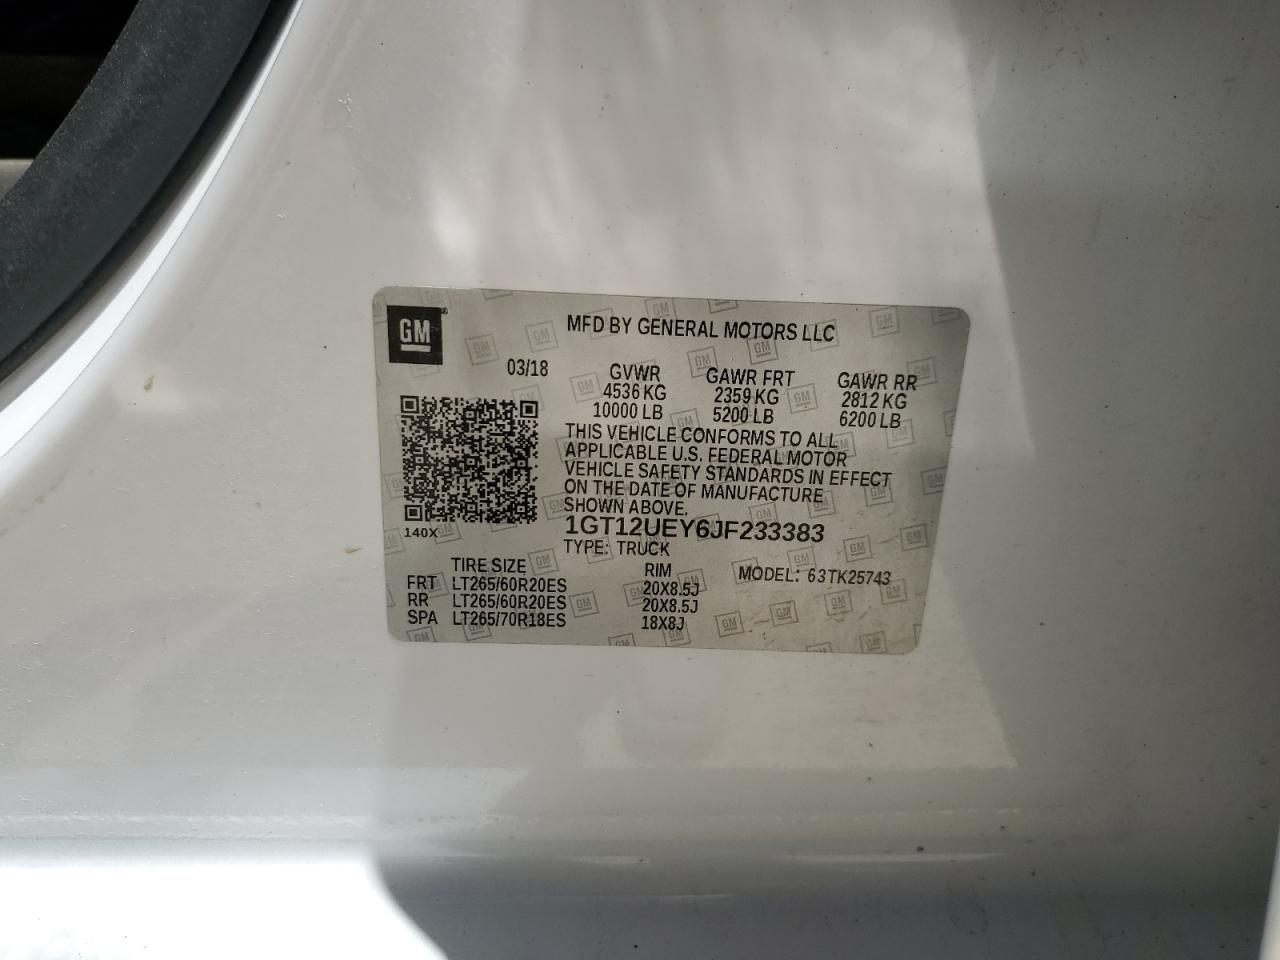 GM
MFD BY GENERAL MOTORS LLC
03/18
GVWR GAWR FRT GAWR RR
4536 KG 2359 KG 2812 KG
10000 LB 5200 LB 6200 LB
THIS VEHICLE CONFORMS TO ALL
APPLICABLE U.S. FEDERAL MOTOR
VEHICLE SAFETY STANDARDS IN EFFECT
ON THE DATE OF MANUFACTURE
SHOWN ABOVE.
140X
1GT12UEY6JF233383
TYPE: TRUCK
TIRE SIZE RIM MODEL: 63TK25743
FRT LT265/60R20ES 20X8.5J
RR LT265/60R20ES 20X8.5J
SPA LT265/70R18ES 18X8J